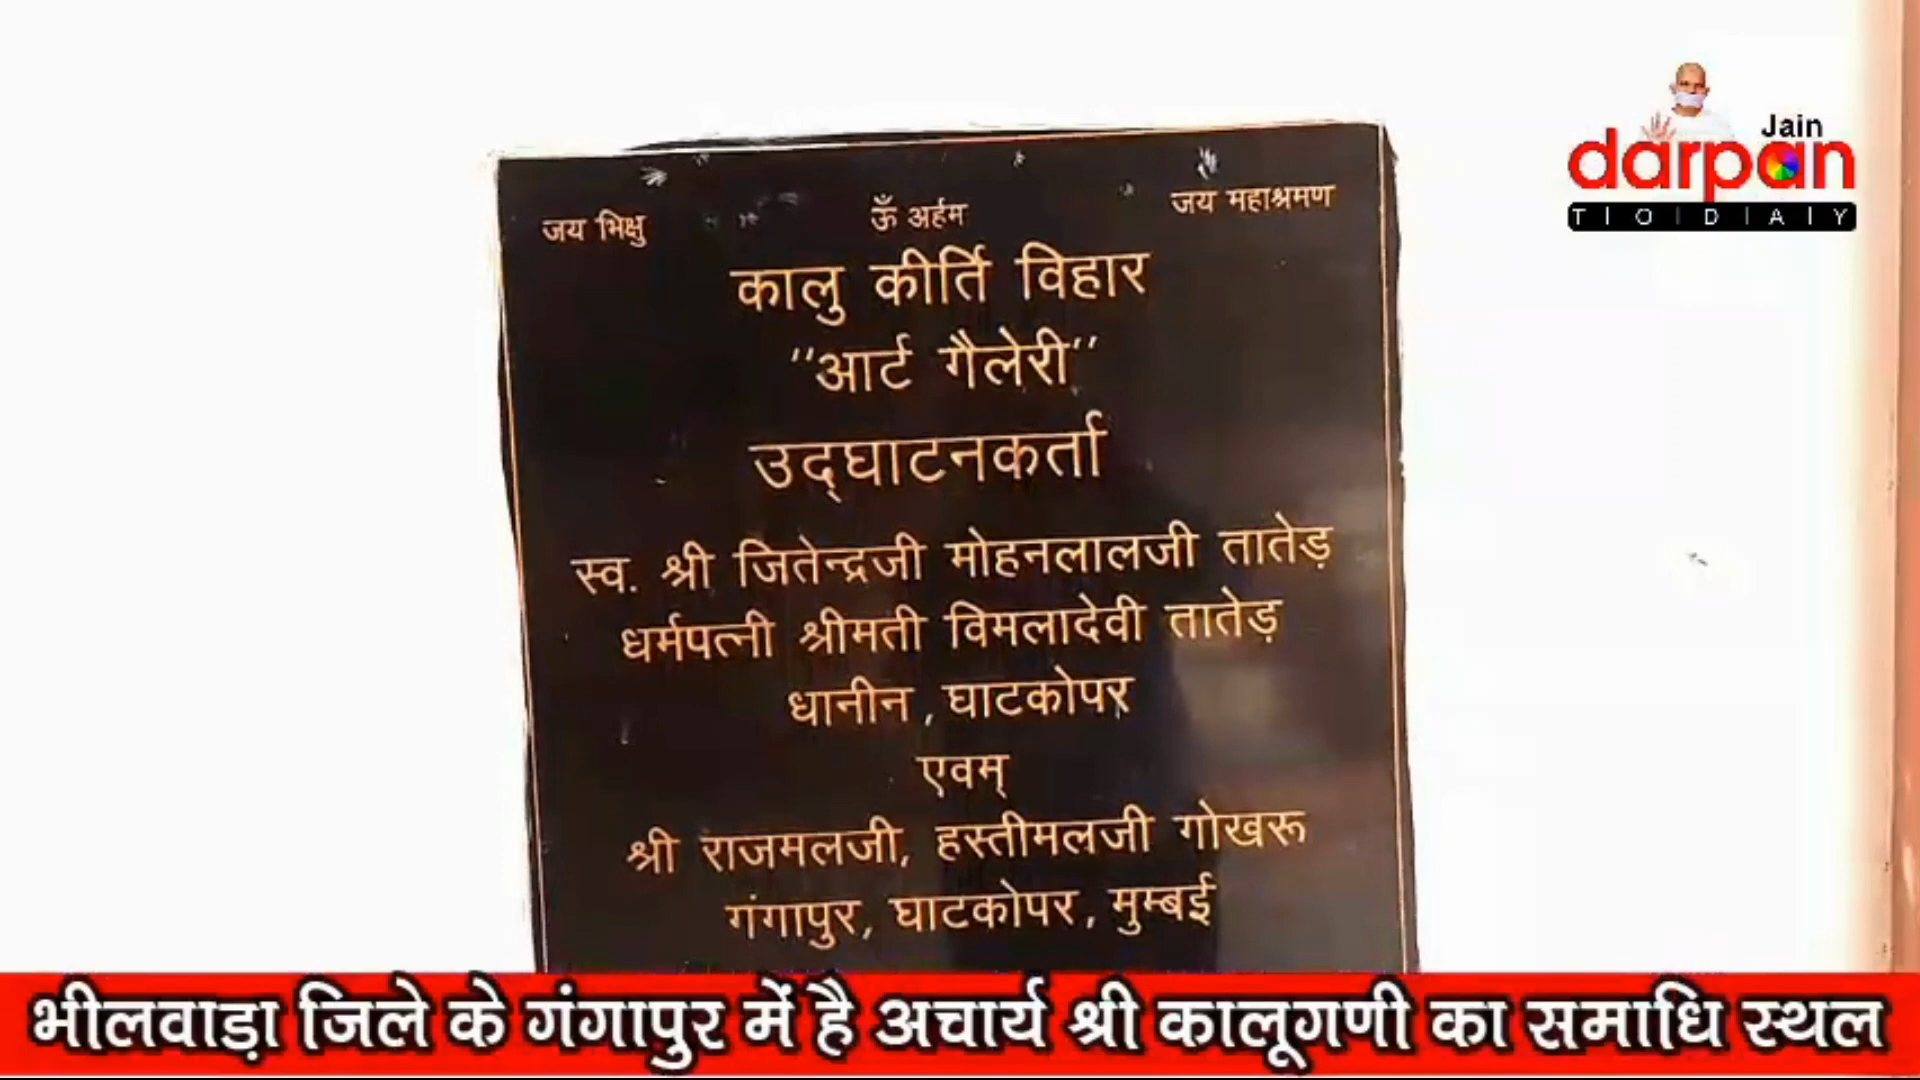 जय भिक्षु ॐ अर्हम जय महाश्रमण
कालु कीर्ति विहार
"आर्ट गैलेरी"
उद्‌घाटनकर्ता
स्व. श्री जितेन्द्रजी मोहनलालजी तातेड़
धर्मपत्नी श्रीमती विमलादेवी तातेड़
धानीन, घाटकोपर
एवम्
श्री राजमलजी, हस्तीमलजी गोखरू
गंगापुर, घाटकोपर, मुम्बई
Jain
darpan
T|O|D|A|Y
भीलवाड़ा जिले के गंगापुर में है अचार्य श्री कालूगणी का समाधि स्थल